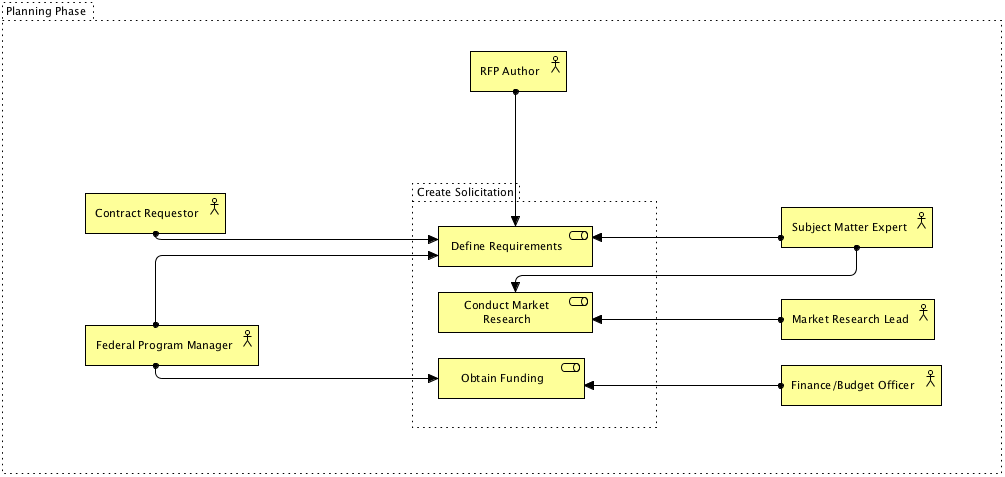 Planning Phase
RFP Author
Create Solicitation
Contract Requestor
Define Requirements
Subject Matter Expert
Conduct Market
Research
Market Research Lead
Federal Program Manager
Obtain Funding
Finance/Budget Officer